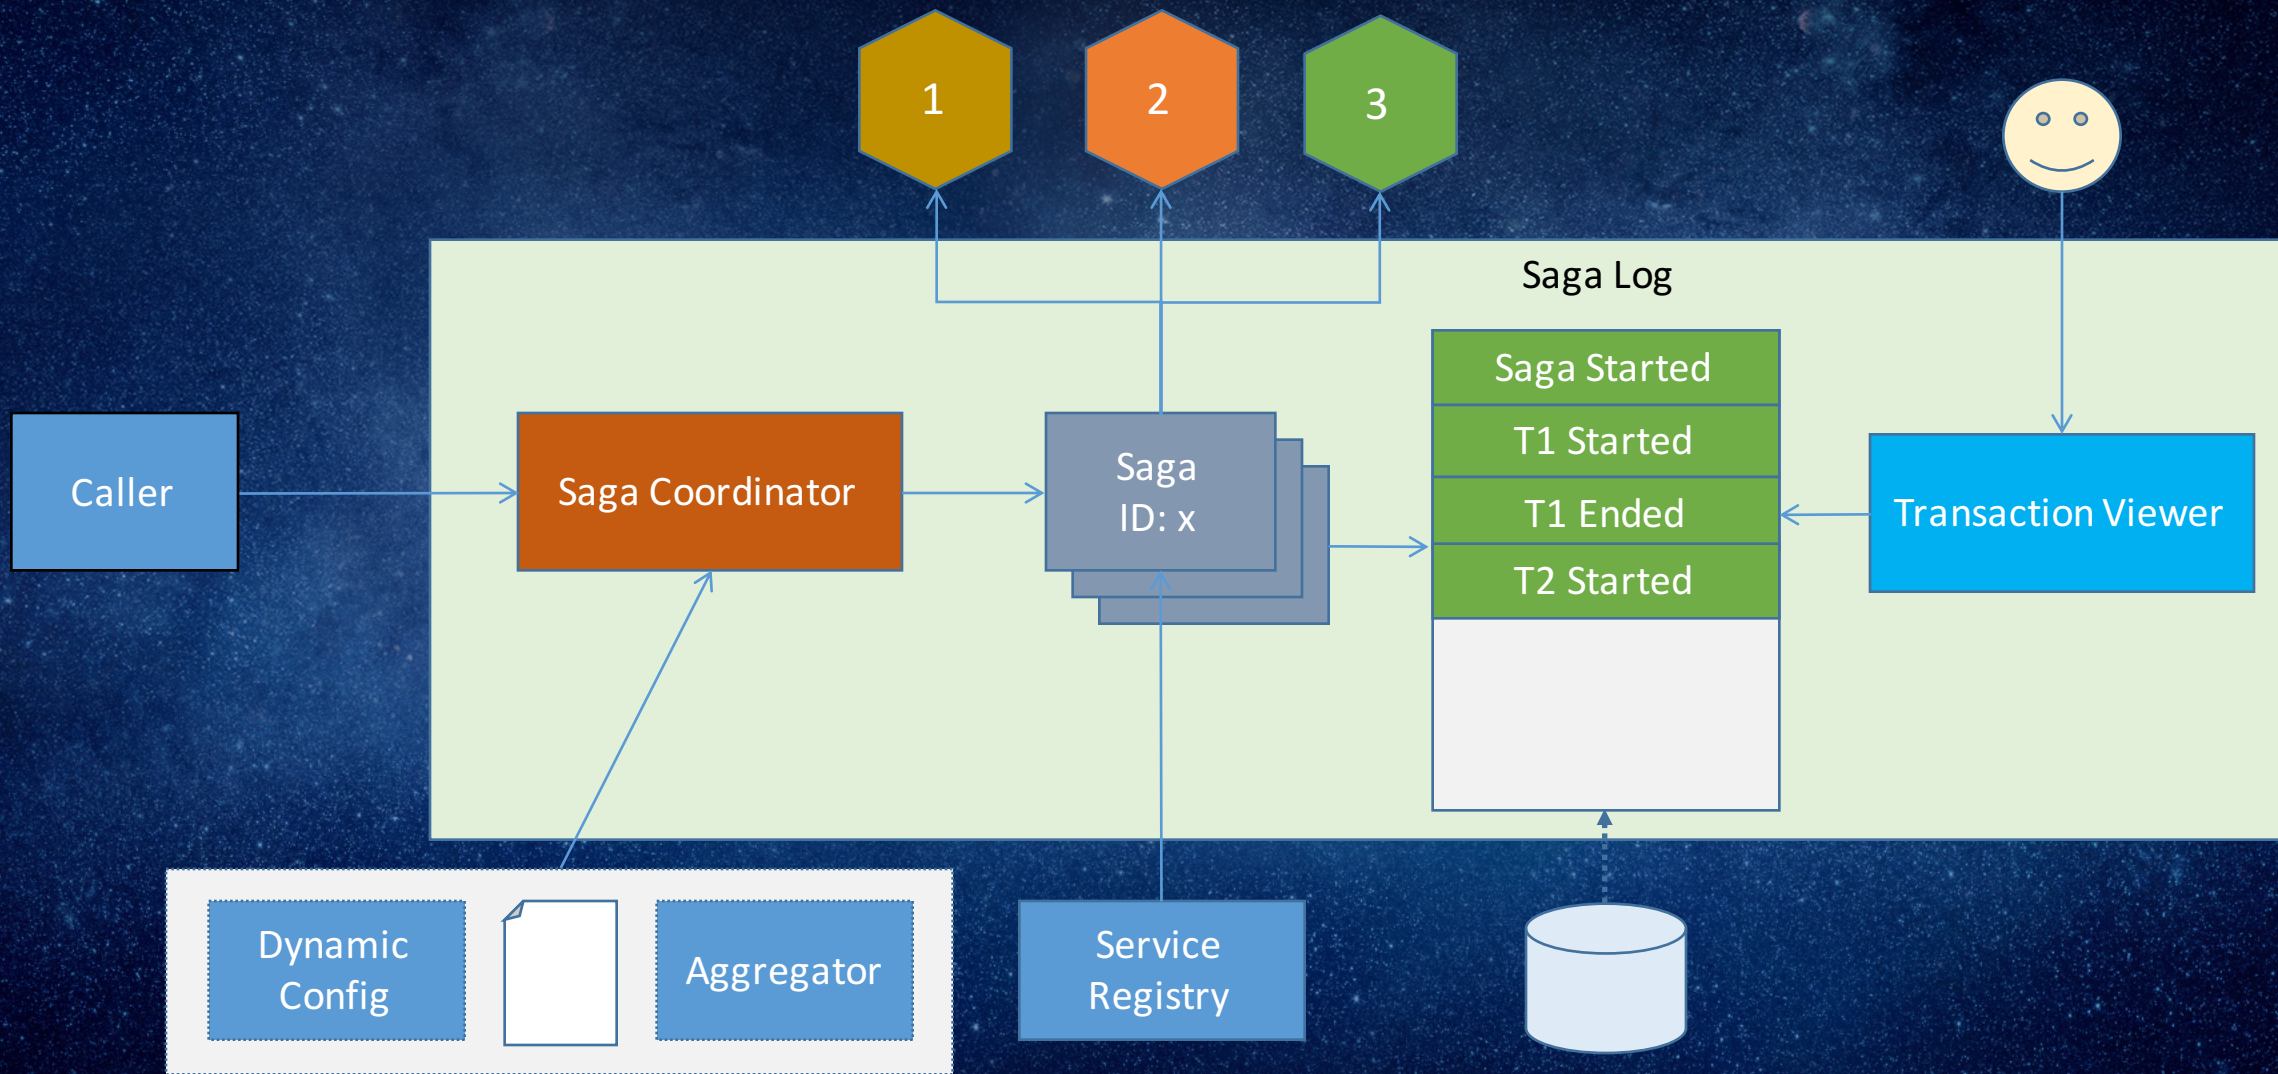 1
2
3
Saga Log
Caller
Saga Coordinator
Saga
ID: x
Saga Started
T1 Started
T1 Ended
T2 Started
Transaction Viewer
Dynamic
Config
Aggregator
Service
Registry